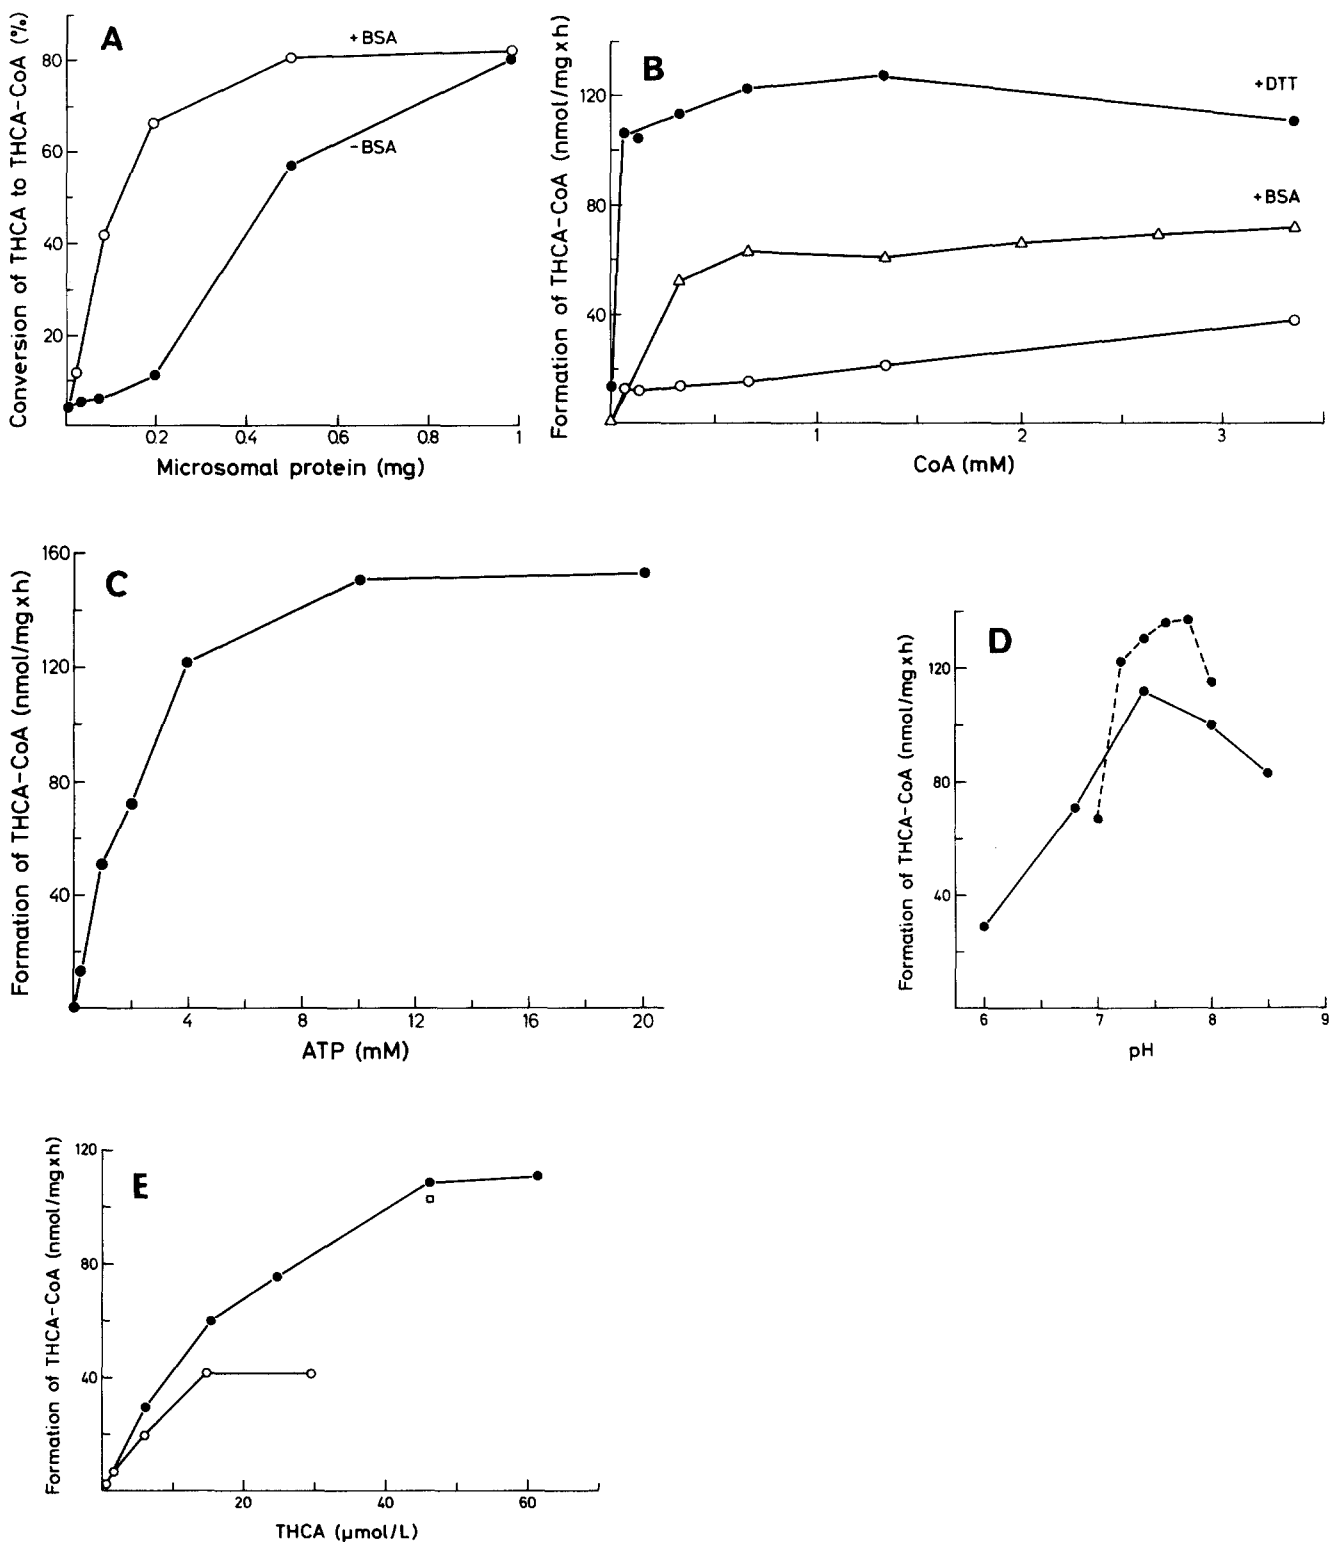 A
Conversion of THCA to THCA-CoA (%)
80
60
40
20
+BSA
-BSA
0.2
0.4
0.6
0.8
1
Microsomal protein (mg)
B
Formation of THCA-CoA (nmol/mgxh)
120
80
40
+DTT
+BSA
1
2
3
CoA (mM)
C
Formation of THCA-CoA (nmol/mgxh)
160
120
80
40
4
8
12
16
20
ATP (mM)
D
Formation of THCA-CoA (nmol/mgxh)
120
80
40
6
7
8
9
pH
E
Formation of THCA-CoA (nmol/mgxh)
120
80
40
20
40
60
THCA (μmol/L)